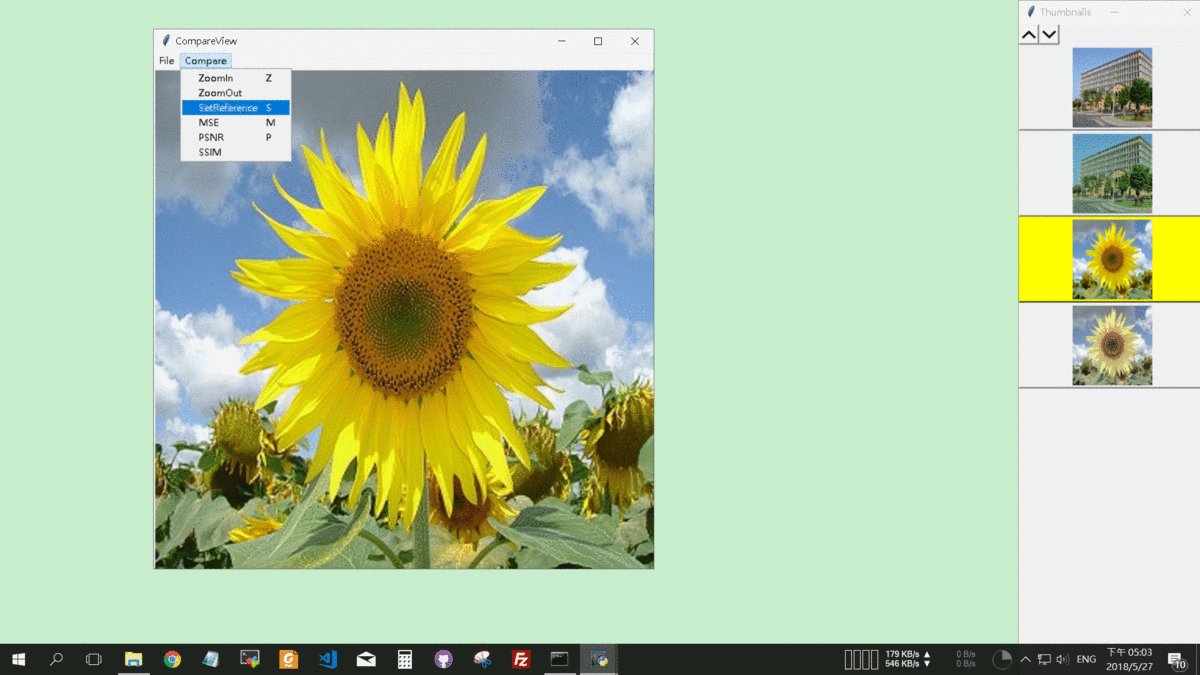 CompareView
File Compare
ZoomIn Z
ZoomOut
SetReference S
MSE M
PSNR P
SSIM
Thumbnails
179 KB/s
546 KB/s
0 B/s
0 B/s
ENG
下午 05:03
2018/5/27
10